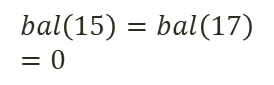 bal(15) = bal(17)
= 0